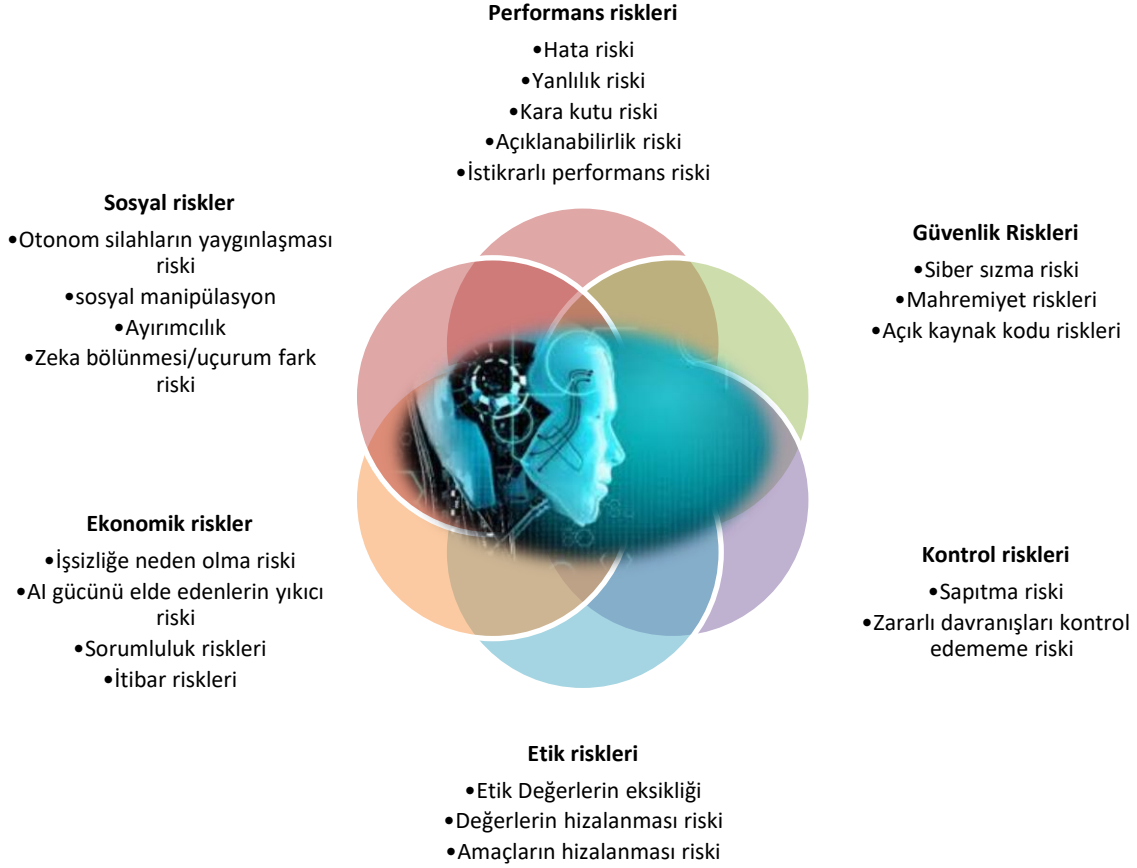 Performans riskleri
•Hata riski
•Yanlılık riski
•Kara kutu riski
•Açıklanabilirlik riski
•İstikrarlı performans riski
Güvenlik Riskleri
•Siber sızma riski
•Mahremiyet riskleri
•Açık kaynak kodu riskleri
Kontrol riskleri
•Sapıtma riski
•Zararlı davranışları kontrol
edememe riski
Etik riskleri
•Etik Değerlerin eksikliği
•Değerlerin hizalanması riski
•Amaçların hizalanması riski
Ekonomik riskler
•İşsizliğe neden olma riski
•AI gücünü elde edenlerin yıkıcı
riski
•Sorumluluk riskleri
•İtibar riskleri
Sosyal riskler
•Otonom silahların yaygınlaşması
riski
•sosyal manipülasyon
•Ayırımcılık
•Zeka bölünmesi/uçurum fark
riski